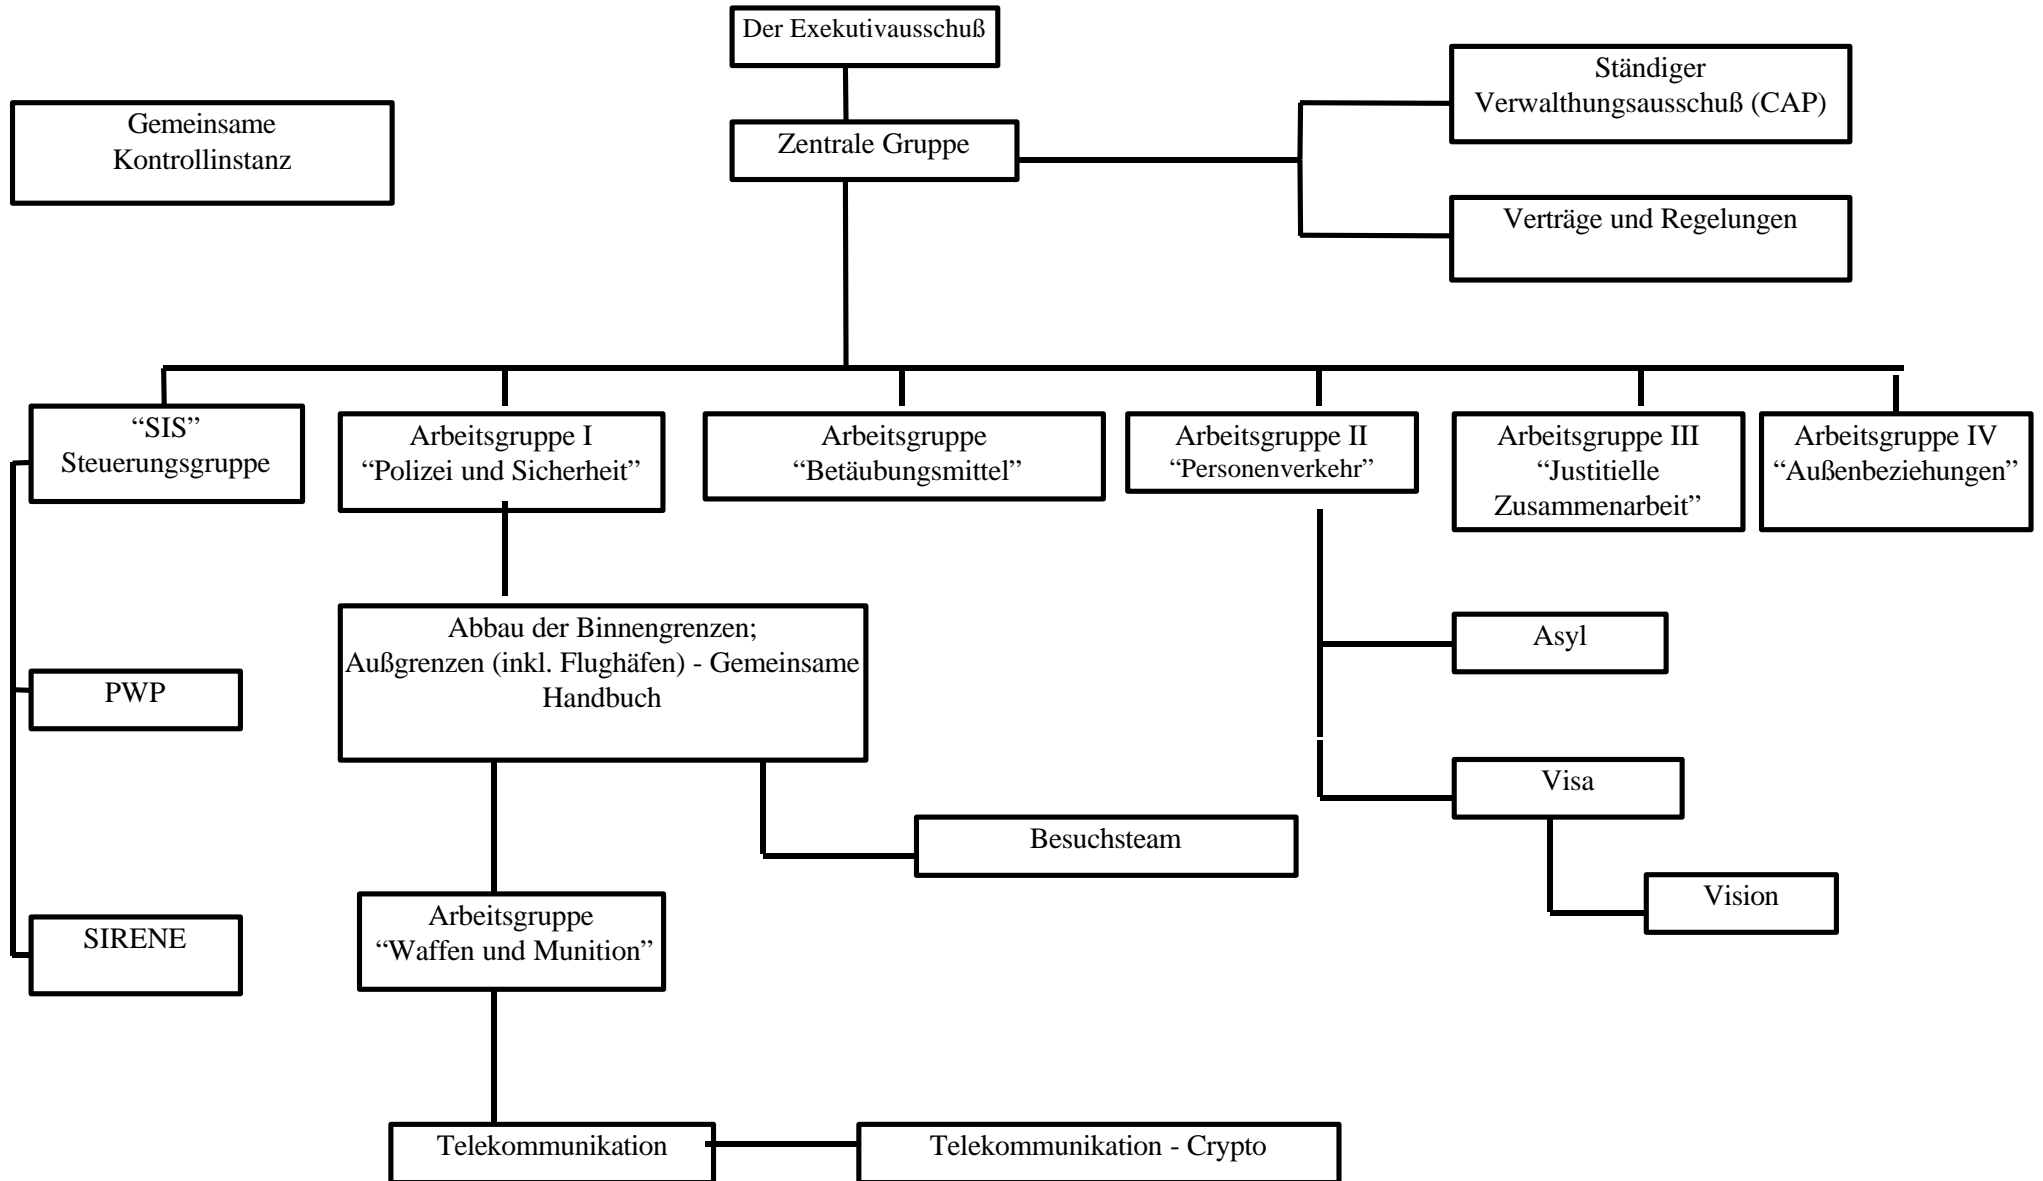 Der Exekutivausschuß
Ständiger
Verwalthungsausschuß (CAP)
Gemeinsame
Kontrollinstanz
Zentrale Gruppe
Verträge und Regelungen
“SIS”
Steuerungsgruppe
Arbeitsgruppe I
“Polizei und Sicherheit”
Arbeitsgruppe
“Betäubungsmittel”
Arbeitsgruppe II
“Personenverkehr”
Arbeitsgruppe III
“Justitielle
Zusammenarbeit”
Arbeitsgruppe IV
“Außenbeziehungen”
Abbau der Binnengrenzen;
Außgrenzen (inkl. Flughäfen) - Gemeinsame
Handbuch
Asyl
PWP
Visa
Besuchsteam
Vision
Arbeitsgruppe
“Waffen und Munition”
SIRENE
Telekommunikation
Telekommunikation - Crypto